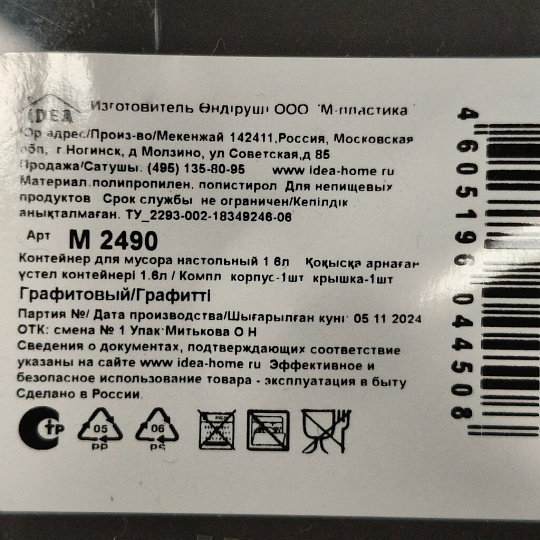 IDEA
Изготовитель Өндіруші ООО "М-пластика"
Юр адрес/Произ-во/Мекенжай 142411,Россия, Московская
обл, г.Ногинск, д Молзино, ул Советская,д 85
Продажа/Сатушы. (495) 135-80-95 www idea-home ru
Материал.полипропилен, полистирол Для непищевых
продуктов Срок службы не ограничен/Кепілдік
анықталмаған. ТУ_2293-002-18349246-06
Арт М 2490
Контейнер для мусора настольный 1 6л Қоқысқа арнаған
үстел контейнері 1.6л / Компл корпус-1шт крышка-1шт
Графитовый/Графитті
Партия №/ Дата производства/Шығарылған күні 05 11 2024
ОТК: смена № 1 Упак Митькова О Н
Сведения о документах, подтверждающих соответствие
указаны на сайте www idea-home ru Эффективное и
безопасное использование товара - эксплуатация в быту
Сделано в России.
05
PP
06
PS
4 605196 044508